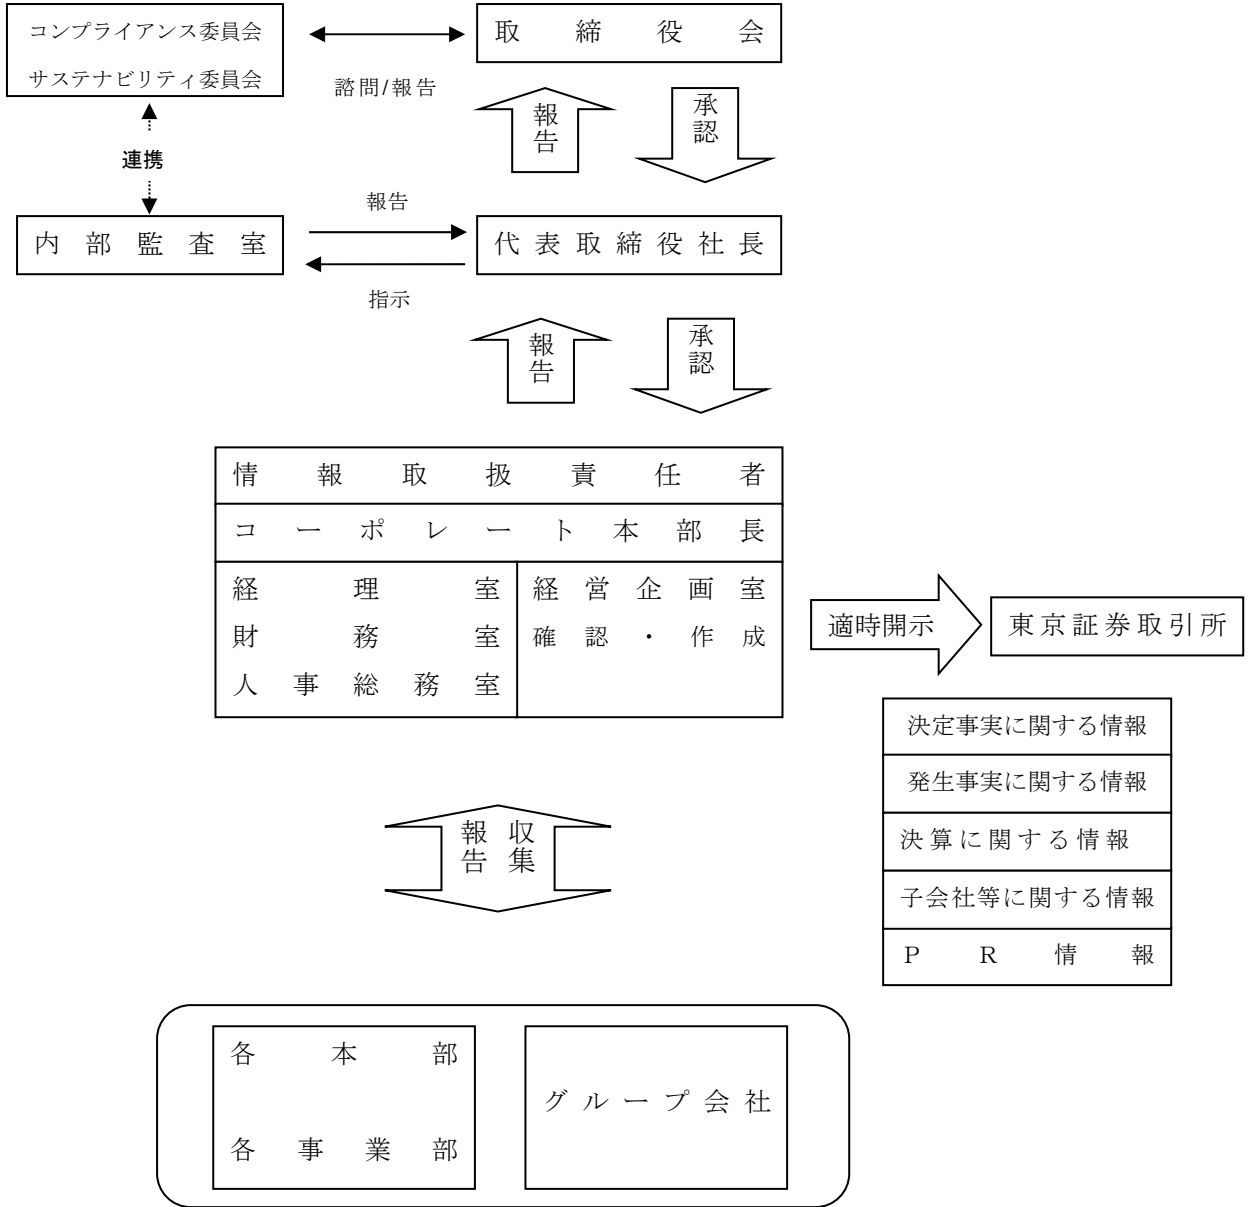 コンプライアンス委員会
サステナビリティ委員会
取締役会
諮問/報告
報告
承認
連携
内部監査室
報告
指示
代表取締役社長
報告
承認
情報取扱責任者
コーポレート本部長
経理室
財務室
人事総務室
経営企画室
確認・作成
適時開示
東京証券取引所
決定事実に関する情報
発生事実に関する情報
決算に関する情報
子会社等に関する情報
ＰＲ情報
報告
収集
各本部
各事業部
グループ会社